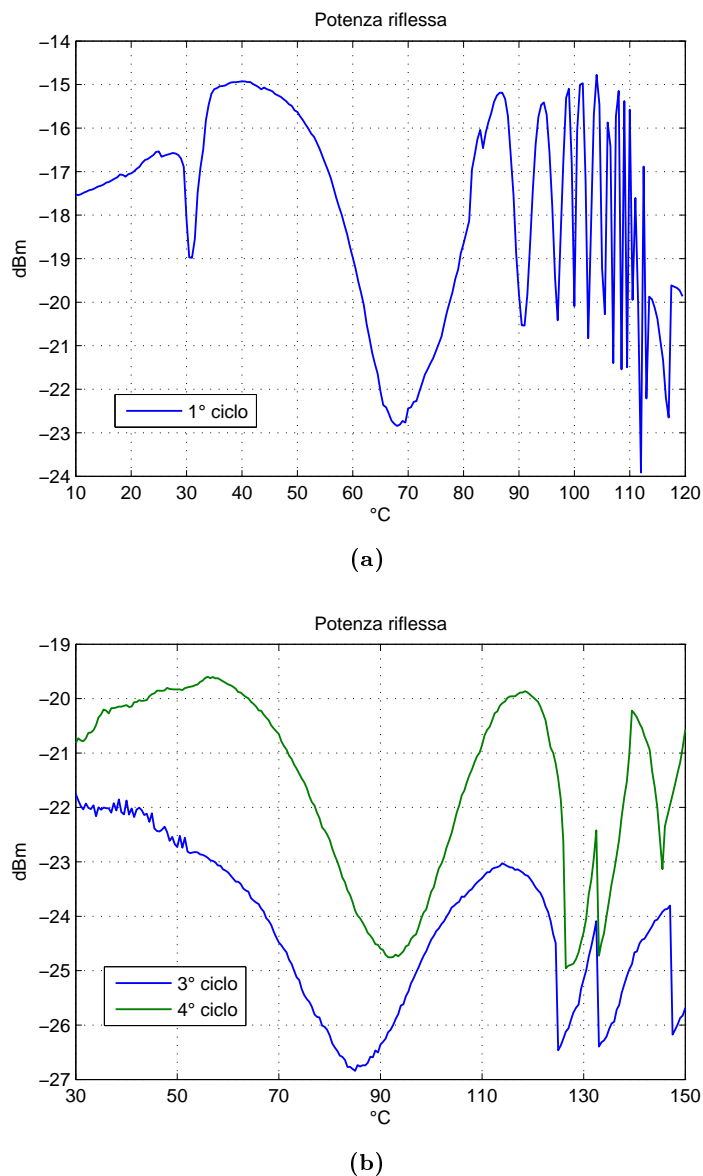 Potenza riflessa
−14
−15
−16
−17
−18
−19
−20
−21
−22
−23
−24
dBm
1° ciclo
10 20 30 40 50 60 70 80 90 100 110 120
°C
(a)
Potenza riflessa
−19
−20
−21
−22
−23
−24
−25
−26
−27
dBm
3° ciclo
4° ciclo
30 50 70 90 110 130 150
°C
(b)